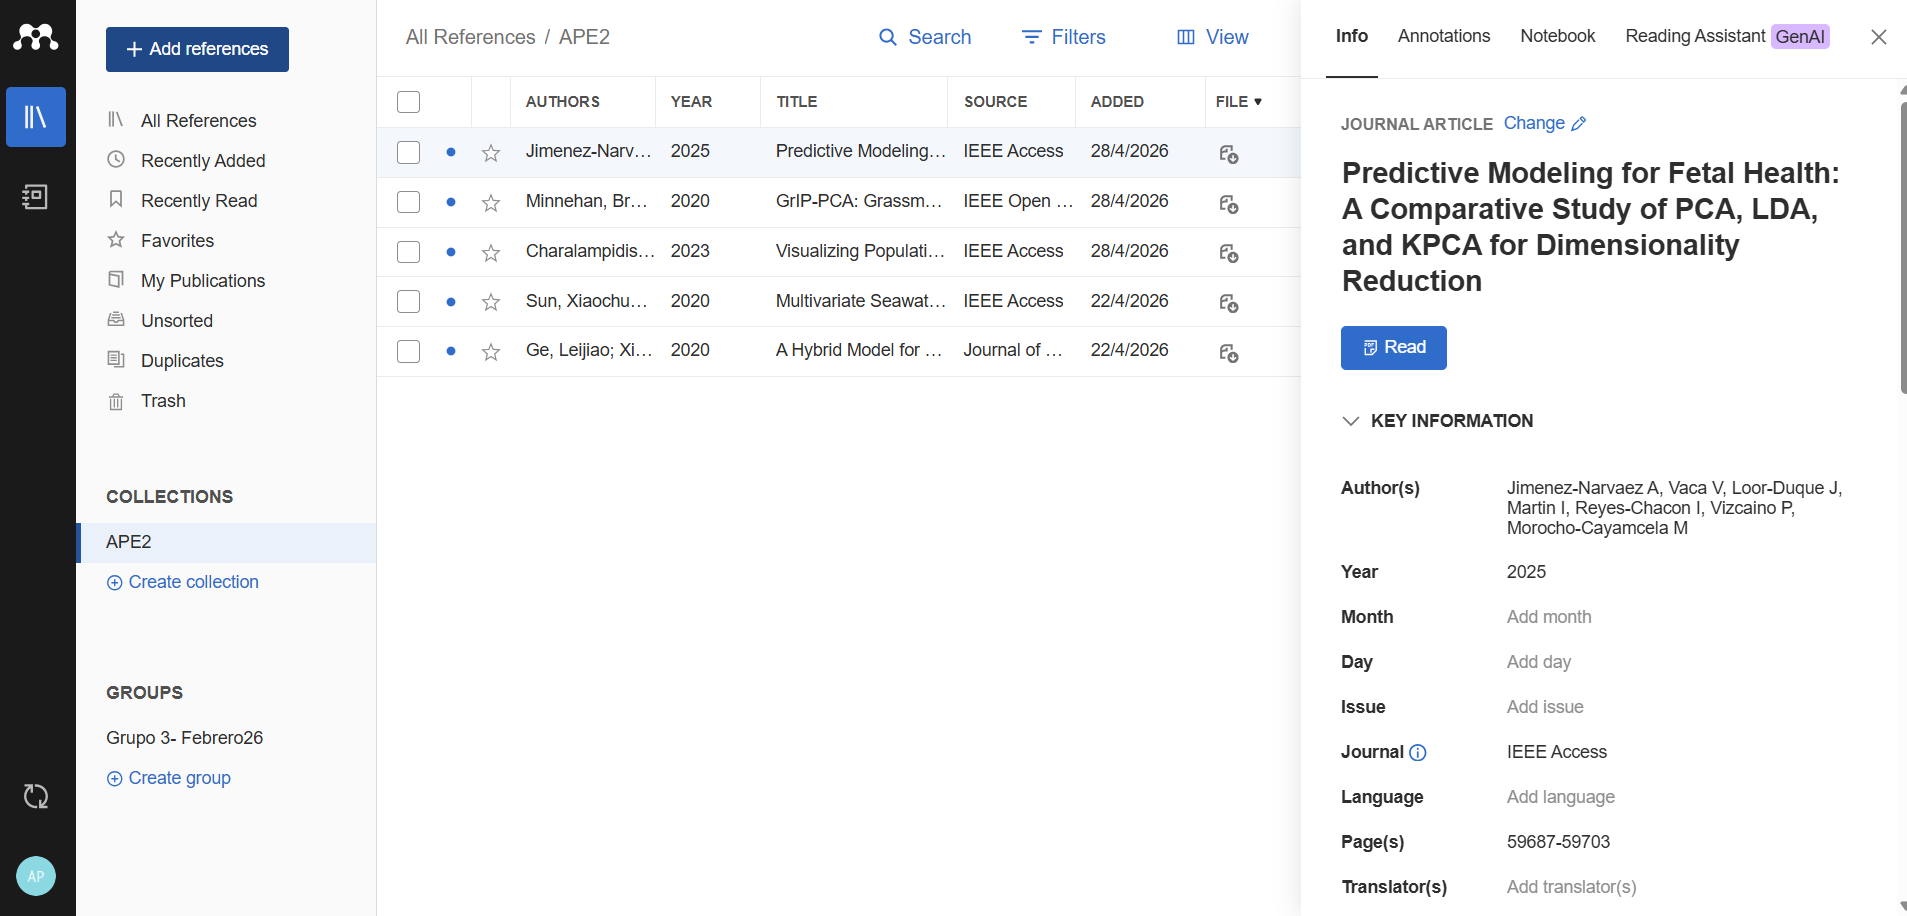 + Add references
All References
Recently Added
Recently Read
Favorites
My Publications
Unsorted
Duplicates
Trash
COLLECTIONS
APE2
Create collection
GROUPS
Grupo 3- Febrero26
Create group
AP
All References / APE2
Search
Filters
View
AUTHORS YEAR TITLE SOURCE ADDED FILE
Jimenez-Narv… 2025 Predictive Modeling… IEEE Access 28/4/2026
Minnehan, Br… 2020 GrIP-PCA: Grassm… IEEE Open … 28/4/2026
Charalampidis… 2023 Visualizing Populati… IEEE Access 28/4/2026
Sun, Xiaochu… 2020 Multivariate Seawat… IEEE Access 22/4/2026
Ge, Leijiao; Xi… 2020 A Hybrid Model for … Journal of … 22/4/2026
Info Annotations Notebook Reading Assistant GenAI
JOURNAL ARTICLE Change
Predictive Modeling for Fetal Health:
A Comparative Study of PCA, LDA,
and KPCA for Dimensionality
Reduction
Read
KEY INFORMATION
Author(s) Jimenez-Narvaez A, Vaca V, Loor-Duque J,
Martin I, Reyes-Chacon I, Vizcaino P,
Morocho-Cayamcela M
Year 2025
Month Add month
Day Add day
Issue Add issue
Journal IEEE Access
Language Add language
Page(s) 59687-59703
Translator(s) Add translator(s)